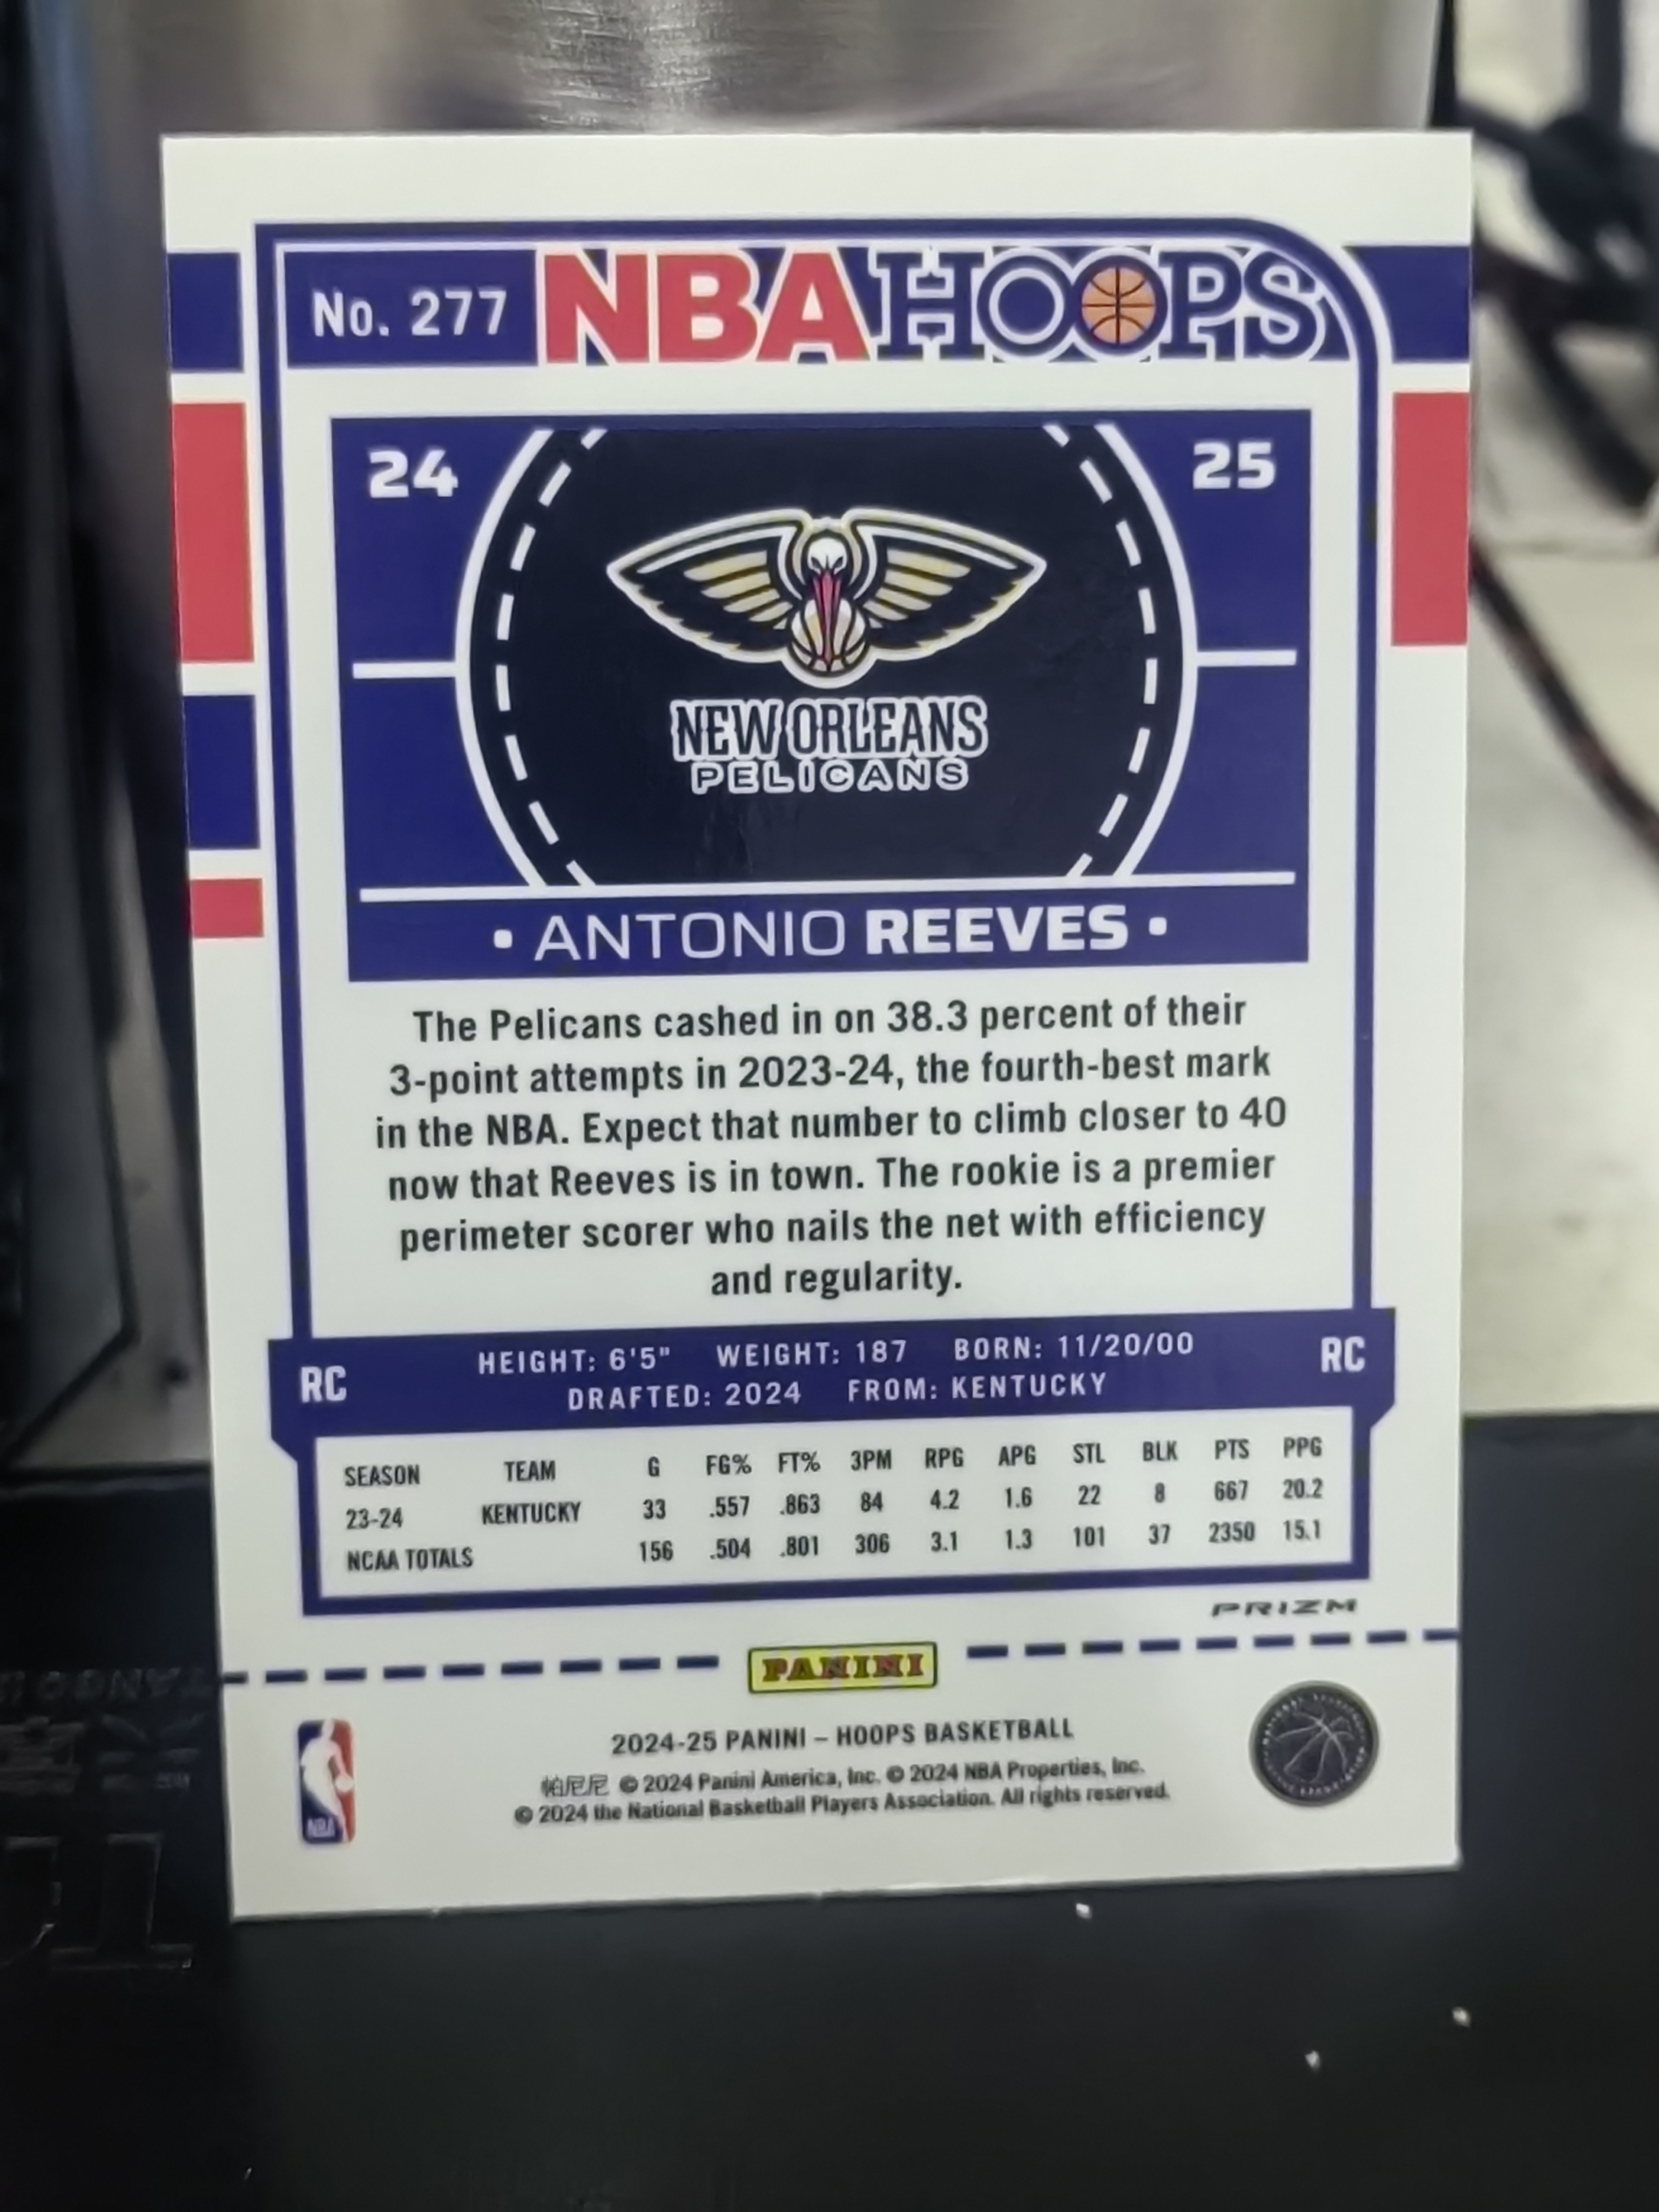 No. 277 NBA HOOPS
24 25
NEW ORLEANS
PELICANS
• ANTONIO REEVES •
The Pelicans cashed in on 38.3 percent of their
3-point attempts in 2023-24, the fourth-best mark
in the NBA. Expect that number to climb closer to 40
now that Reeves is in town. The rookie is a premier
perimeter scorer who nails the net with efficiency
and regularity.
RC HEIGHT: 6'5" WEIGHT: 187 BORN: 11/20/00 RC
DRAFTED: 2024 FROM: KENTUCKY
SEASON TEAM G FG% FT% 3PM RPG APG STL BLK PTS PPG
23-24 KENTUCKY 33 .557 .863 84 4.2 1.6 22 8 667 20.2
NCAA TOTALS 156 .504 .801 306 3.1 1.3 101 37 2350 15.1
PRIZM
PANINI
2024-25 PANINI – HOOPS BASKETBALL
帕尼尼 © 2024 Panini America, Inc. © 2024 NBA Properties, Inc.
© 2024 the National Basketball Players Association. All rights reserved.
NBA